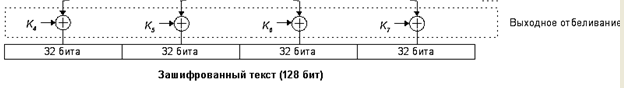 K4 K5 K6 K7 Выходное отбеливание
32 бита 32 бита 32 бита 32 бита
Зашифрованный текст (128 бит)